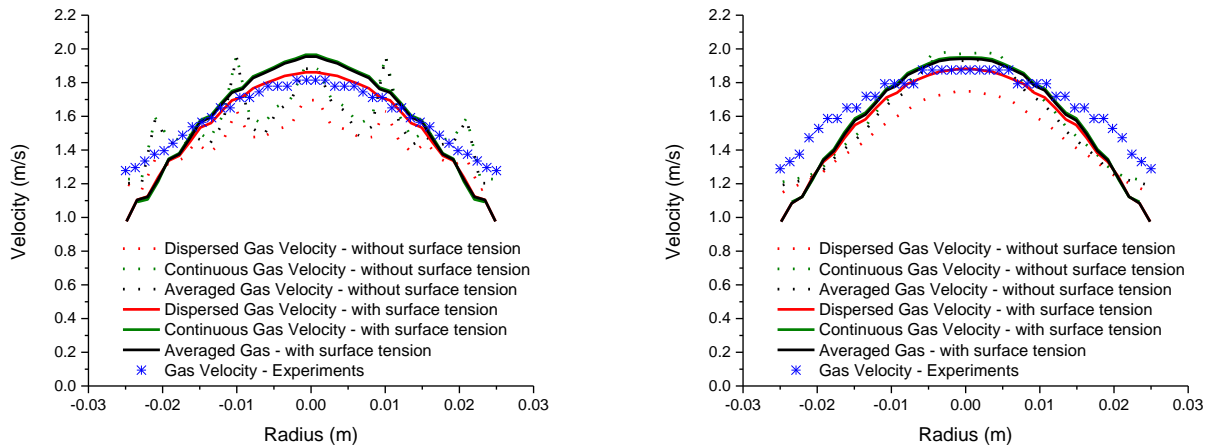 2.2
2.0
1.8
1.6
1.4
1.2
1.0
0.8
0.6
0.4
0.2
0.0
Velocity (m/s)
Dispersed Gas Velocity - without surface tension
Continuous Gas Velocity - without surface tension
Averaged Gas Velocity - without surface tension
Dispersed Gas Velocity - with surface tension
Continuous Gas Velocity - with surface tension
Averaged Gas - with surface tension
Gas Velocity - Experiments
-0.03 -0.02 -0.01 0.00 0.01 0.02 0.03
Radius (m)
2.2
2.0
1.8
1.6
1.4
1.2
1.0
0.8
0.6
0.4
0.2
0.0
Velocity (m/s)
Dispersed Gas Velocity - without surface tension
Continuous Gas Velocity - without surface tension
Averaged Gas Velocity - without surface tension
Dispersed Gas Velocity - with surface tension
Continuous Gas Velocity - with surface tension
Averaged Gas - with surface tension
Gas Velocity - Experiments
-0.03 -0.02 -0.01 0.00 0.01 0.02 0.03
Radius (m)